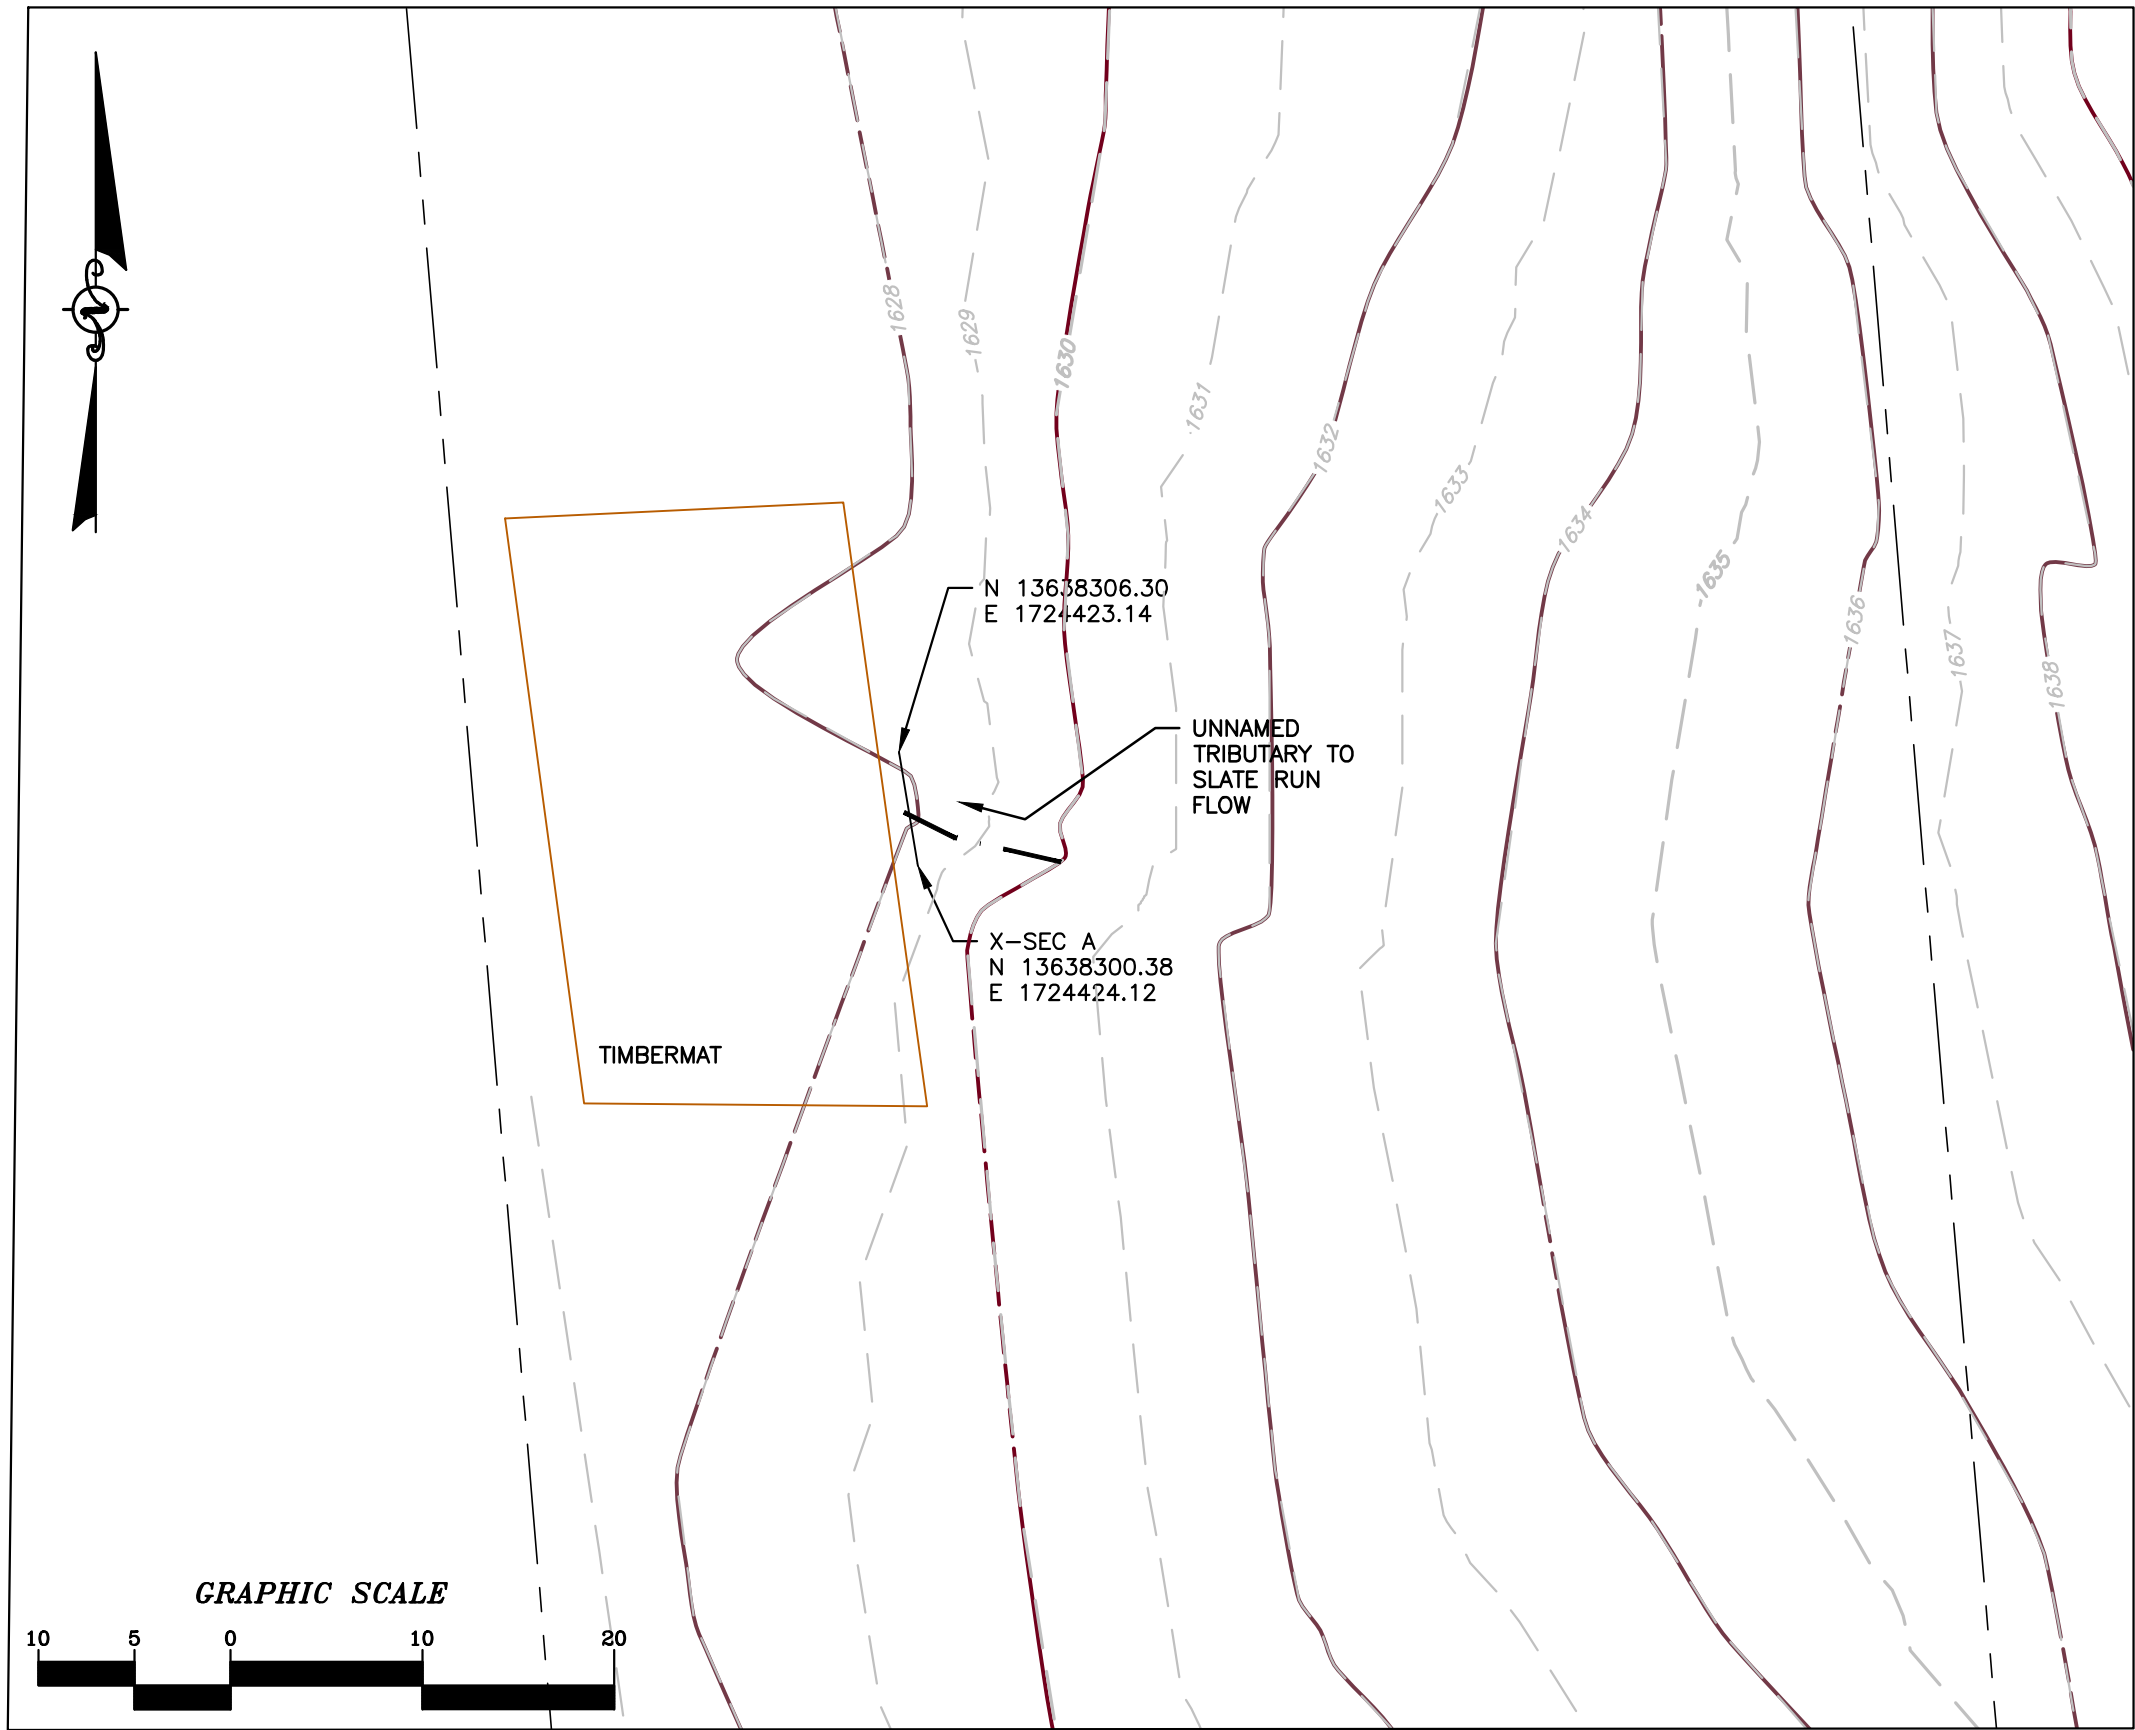 1628
1629
1630
1631
1632
1633
1634
1635
1636
1637
1638
N 13638306.30
E 1724423.14
UNNAMED
TRIBUTARY TO
SLATE RUN
FLOW
X-SEC A
N 13638300.38
E 1724424.12
TIMBERMAT
GRAPHIC SCALE
10 5 0 10 20